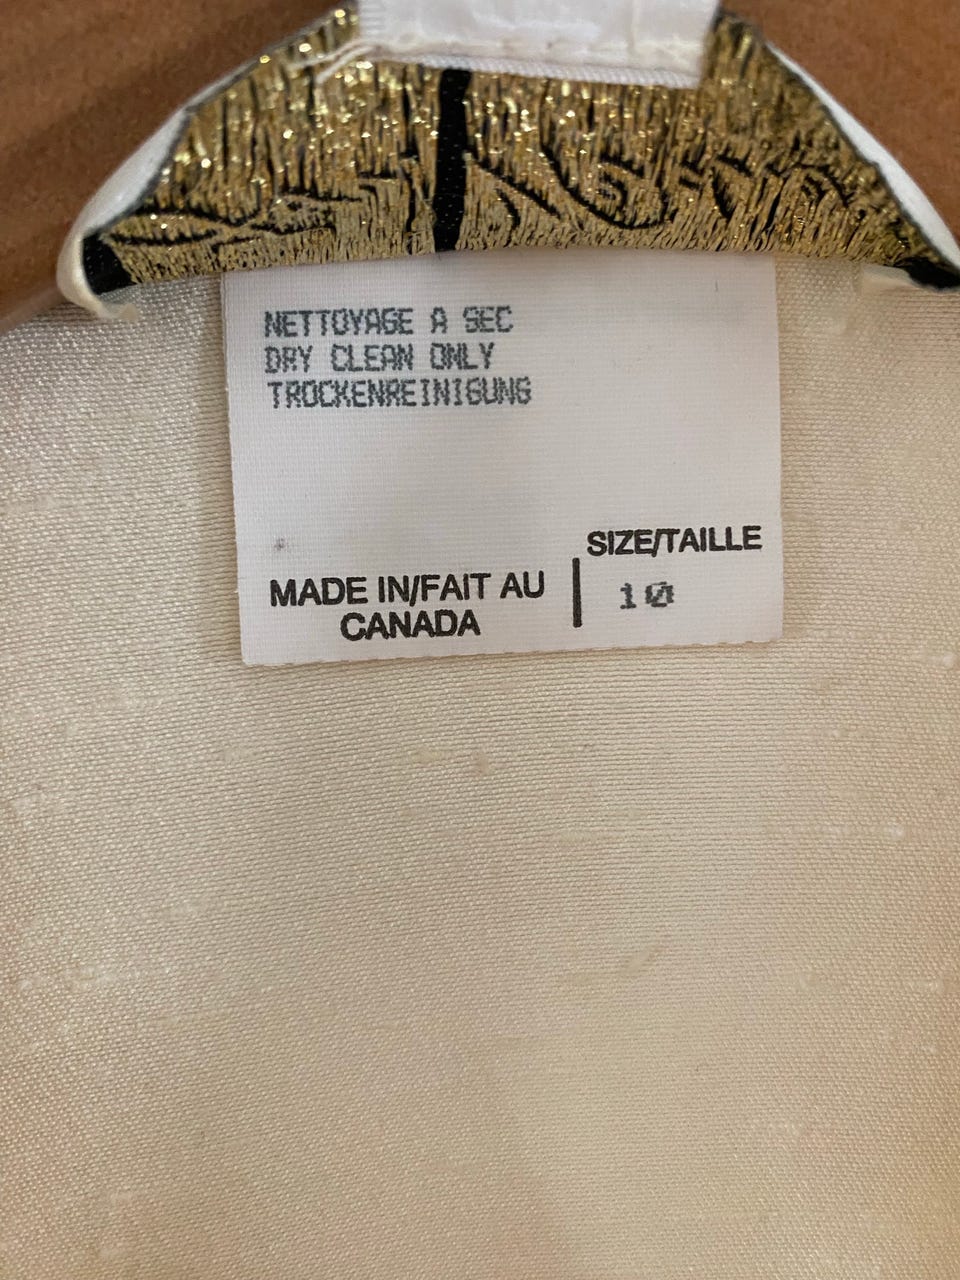 NETTOYAGE A SEC
DRY CLEAN ONLY
TROCKENREINIGUNG
SIZE/TAILLE
10
MADE IN/FAIT AU
CANADA